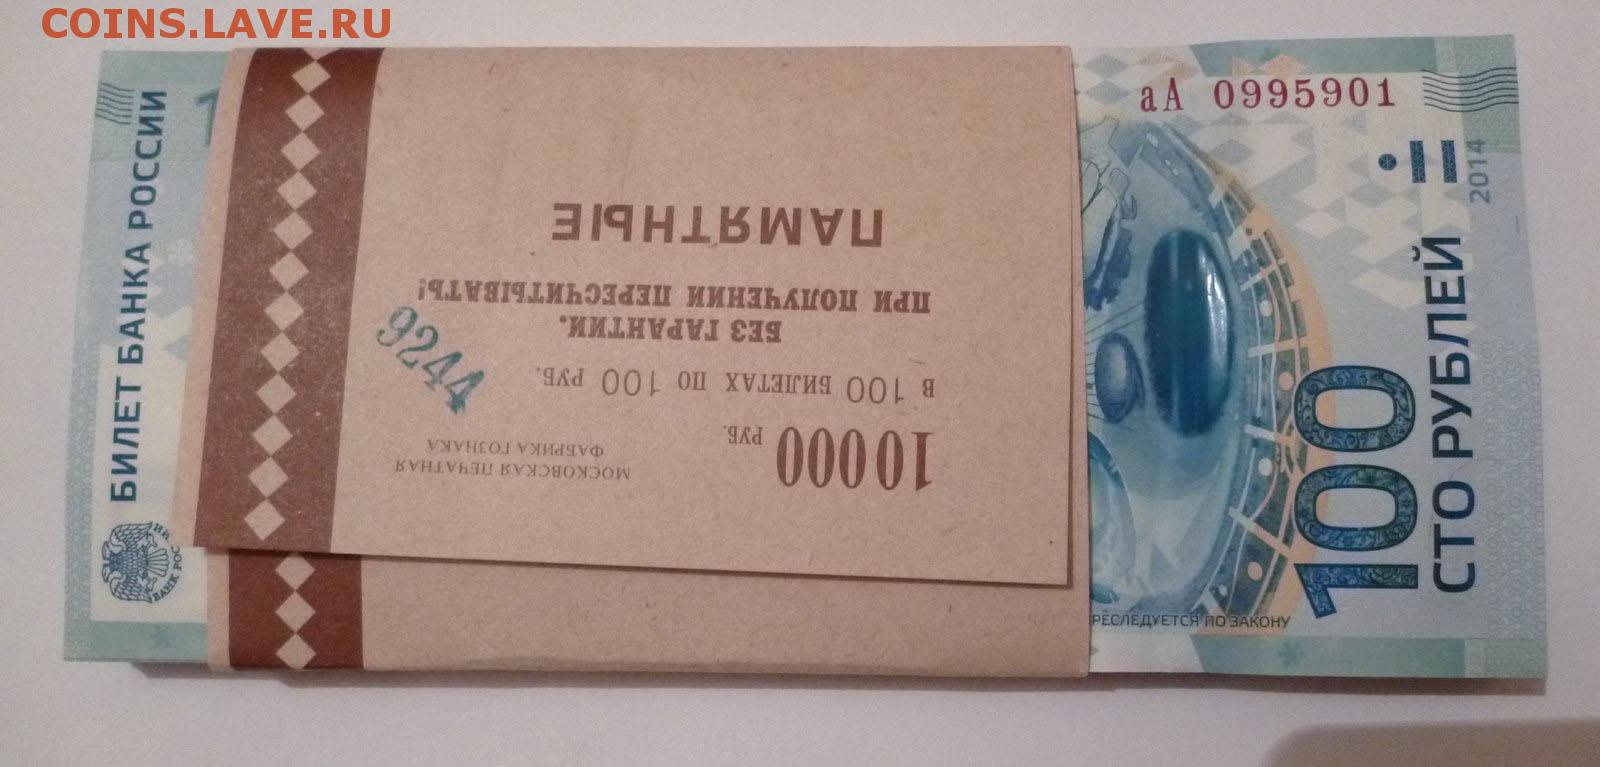 COINS.LAVE.RU
БИЛЕТ БАНКА РОССИИ
ПАМЯТНЫЕ
ПРИ ПОЛУЧЕНИИ ПЕРЕСЧИТЫВАТЬ!
БЕЗ ГАРАНТИИ.
В 100 БИЛЕТАХ ПО 100 РУБ.
10000 РУБ.
МОСКОВСКАЯ ПЕЧАТНАЯ
ФАБРИКА ГОЗНАКА
9244
аА 0995901
2014
100
СТО РУБЛЕЙ
РЕСЛЕДУЕТСЯ ПО ЗАКОНУ